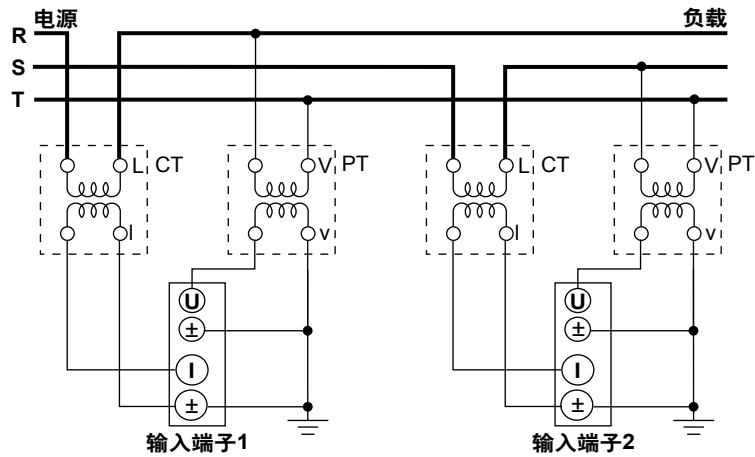 电源 负载
R
S
T
L CT V PT L CT V PT
l v l v
U U
± ±
I I
± ±
输入端子1 输入端子2